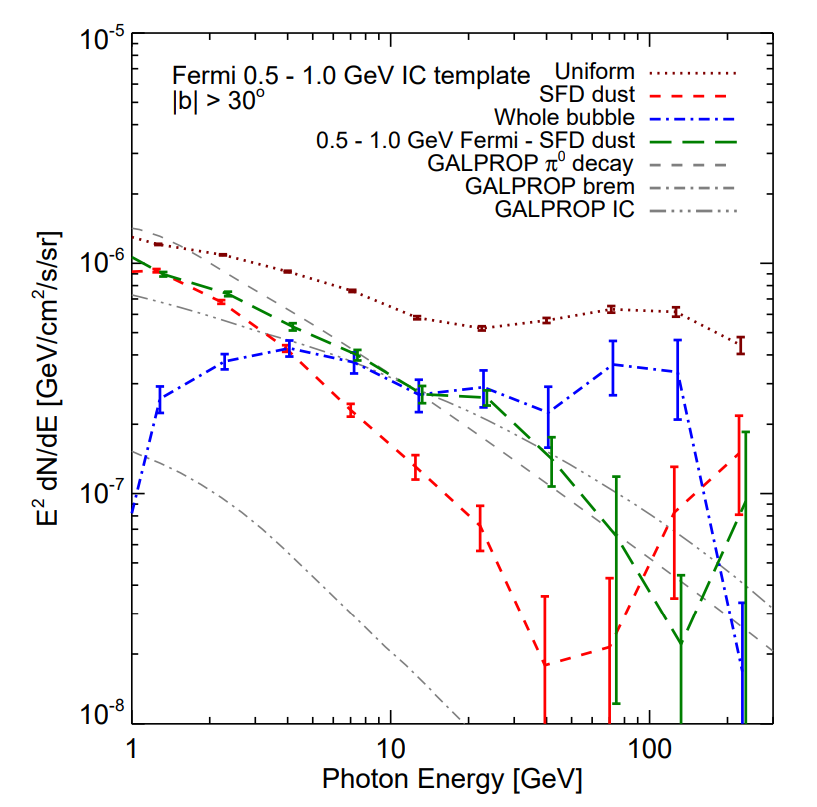 10⁻⁵
Fermi 0.5 - 1.0 GeV IC template
|b| > 30°
Uniform
SFD dust
Whole bubble
0.5 - 1.0 GeV Fermi - SFD dust
GALPROP π⁰ decay
GALPROP brem
GALPROP IC
10⁻⁶
10⁻⁷
10⁻⁸
E² dN/dE [GeV/cm²/s/sr]
1 10 100
Photon Energy [GeV]